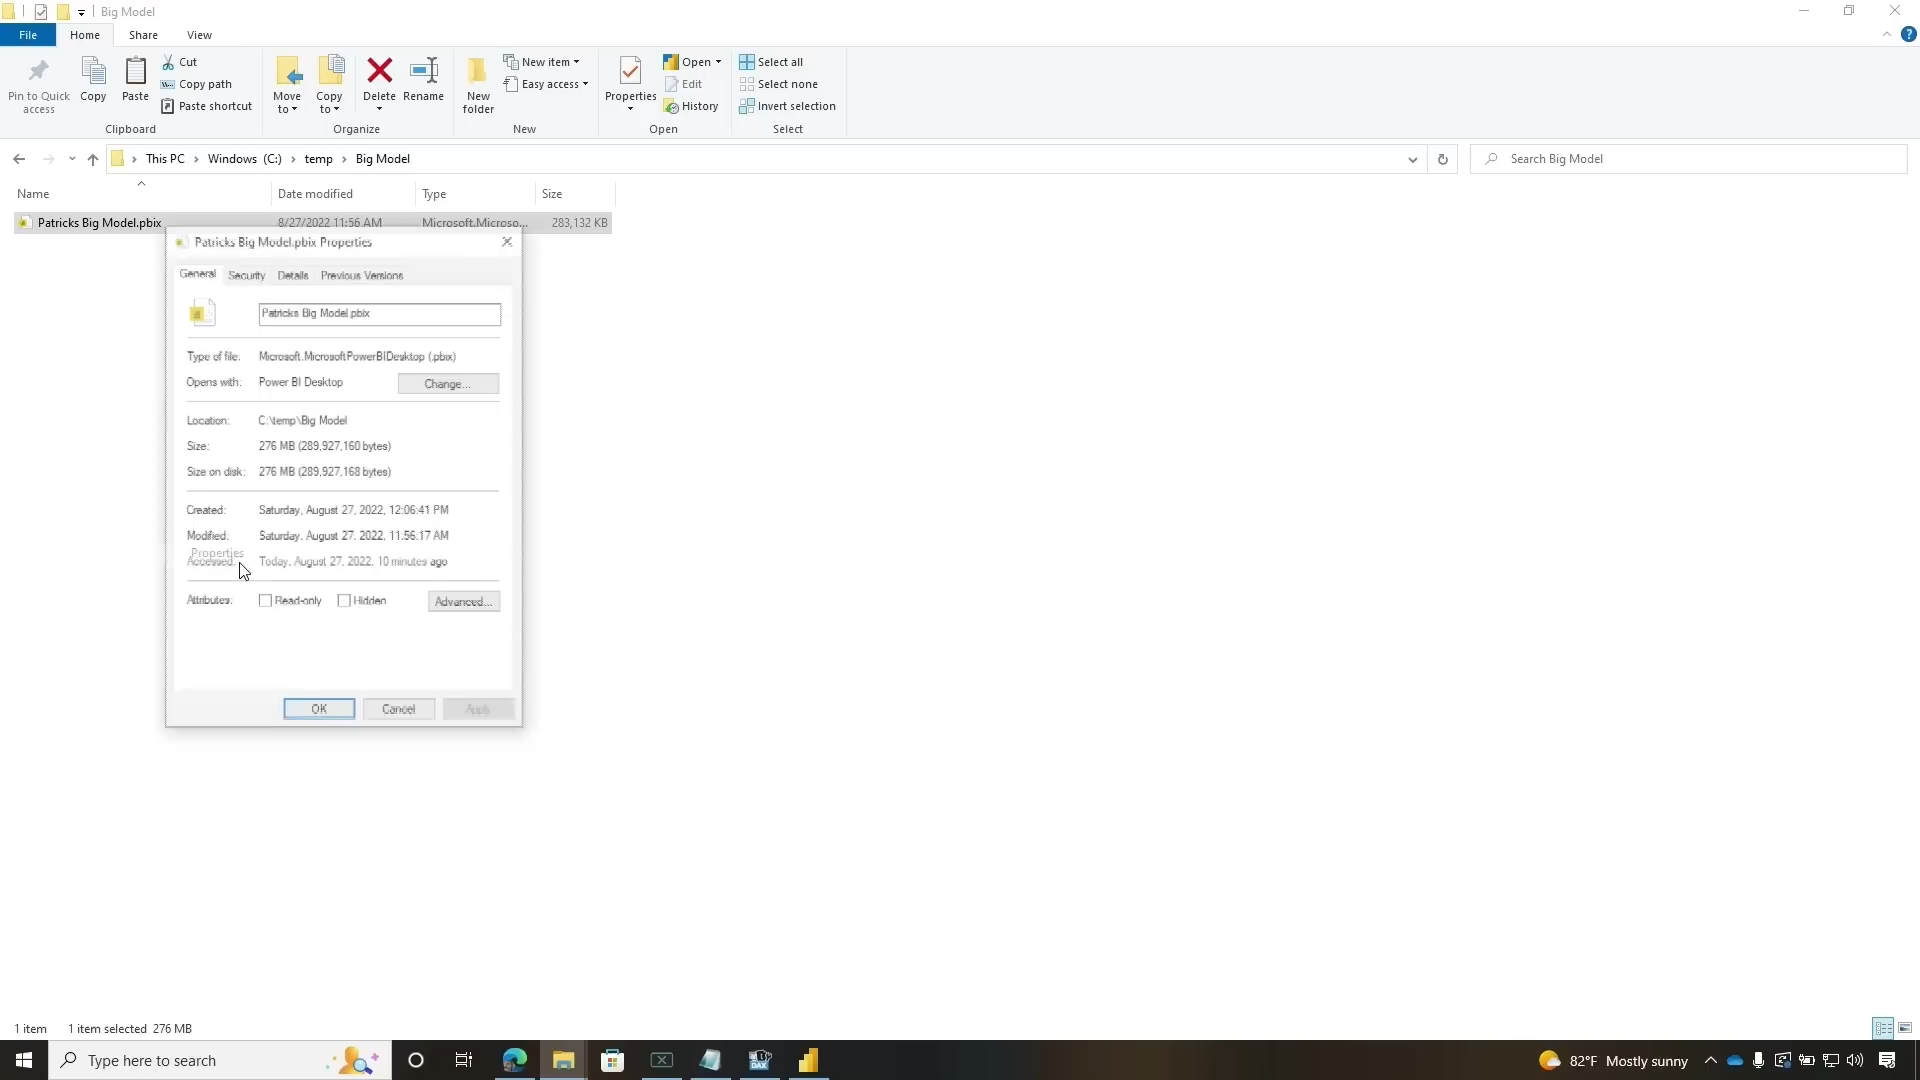 Big Model
File Home Share View
Pin to Quick access
Copy
Paste
Cut
Copy path
Paste shortcut
Clipboard
Move to
Copy to
Delete
Rename
Organize
New folder
New item
Easy access
New
Properties
Open
Edit
History
Open
Select all
Select none
Invert selection
Select
This PC > Windows (C:) > temp > Big Model
Search Big Model
Name Date modified Type Size
Patricks Big Model.pbix 8/27/2022 11:56 AM Microsoft.Microso... 283,132 KB
Patricks Big Model.pbix Properties
General Security Details Previous Versions
Patricks Big Model.pbix
Type of file: Microsoft.MicrosoftPowerBIDesktop (.pbix)
Opens with: Power BI Desktop Change...
Location: C:\temp\Big Model
Size: 276 MB (289,927,160 bytes)
Size on disk: 276 MB (289,927,168 bytes)
Created: Saturday, August 27, 2022, 12:06:41 PM
Modified: Saturday, August 27, 2022, 11:56:17 AM
Properties
Accessed: Today, August 27, 2022, 10 minutes ago
Attributes: Read-only Hidden Advanced...
OK Cancel Apply
1 item 1 item selected 276 MB
Type here to search
DAX
82°F Mostly sunny